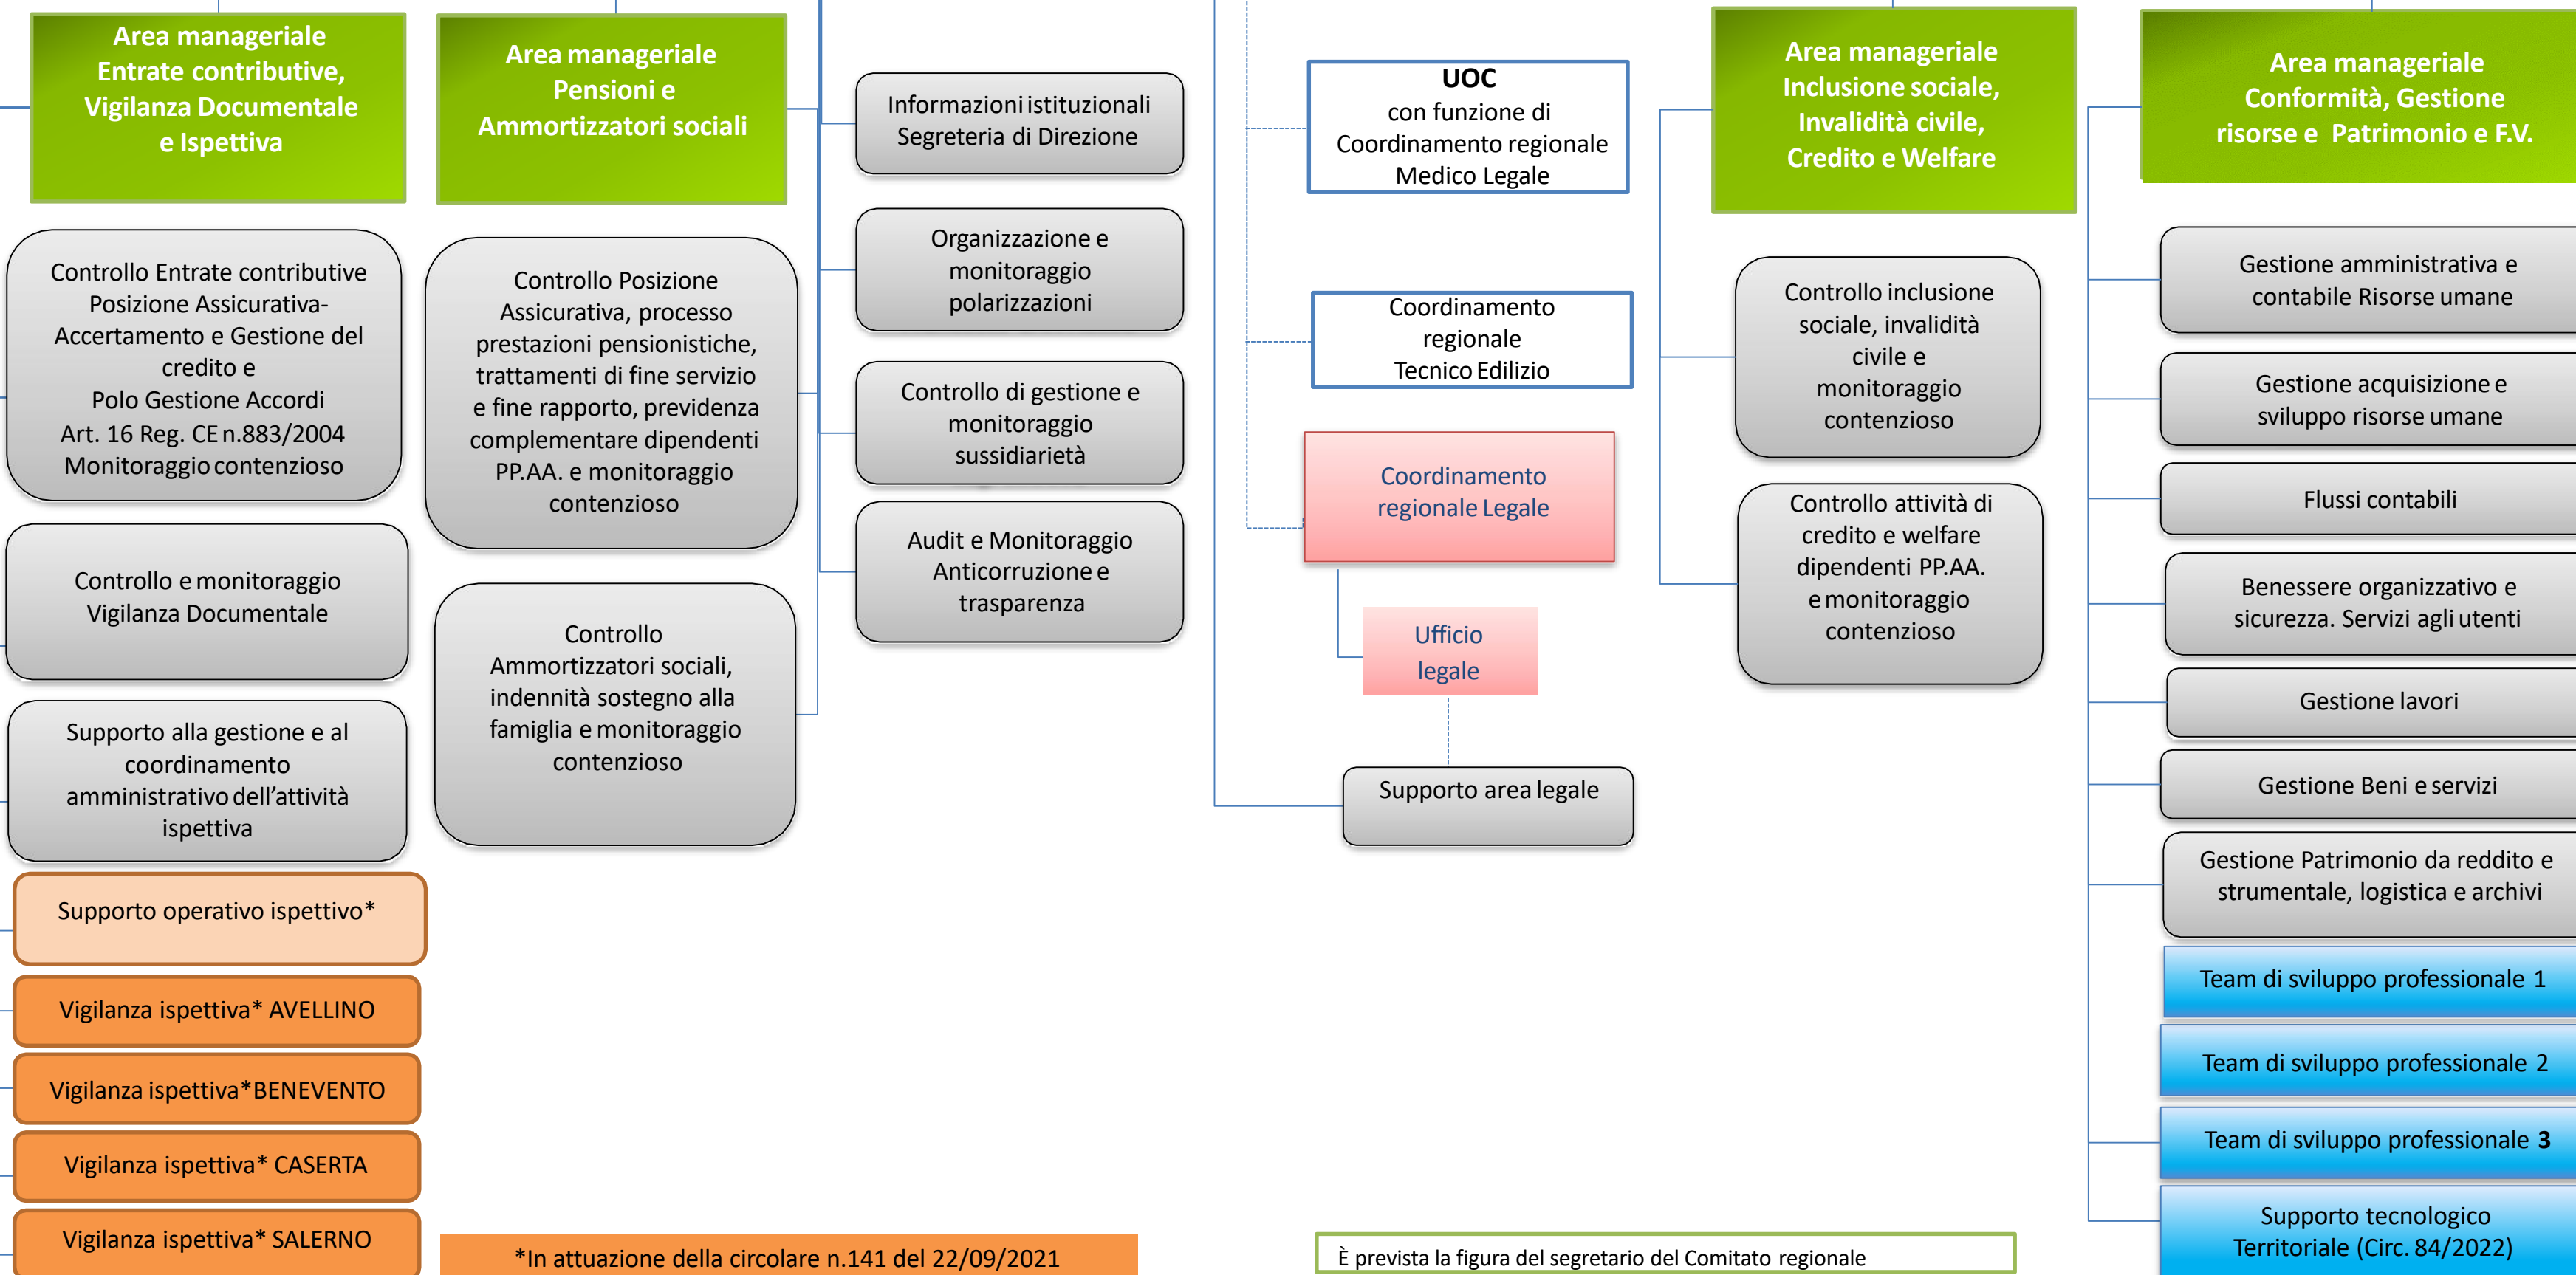 Area manageriale
Entrate contributive,
Vigilanza Documentale
e Ispettiva
Controllo Entrate contributive
Posizione Assicurativa-
Accertamento e Gestione del
credito e
Polo Gestione Accordi
Art. 16 Reg. CE n.883/2004
Monitoraggio contenzioso
Controllo e monitoraggio
Vigilanza Documentale
Supporto alla gestione e al
coordinamento
amministrativo dell’attività
ispettiva
Supporto operativo ispettivo*
Vigilanza ispettiva* AVELLINO
Vigilanza ispettiva*BENEVENTO
Vigilanza ispettiva* CASERTA
Vigilanza ispettiva* SALERNO
Area manageriale
Pensioni e
Ammortizzatori sociali
Controllo Posizione
Assicurativa, processo
prestazioni pensionistiche,
trattamenti di fine servizio
e fine rapporto, previdenza
complementare dipendenti
PP.AA. e monitoraggio
contenzioso
Controllo
Ammortizzatori sociali,
indennità sostegno alla
famiglia e monitoraggio
contenzioso
Informazioni istituzionali
Segreteria di Direzione
Organizzazione e
monitoraggio
polarizzazioni
Controllo di gestione e
monitoraggio
sussidiarietà
Audit e Monitoraggio
Anticorruzione e
trasparenza
*In attuazione della circolare n.141 del 22/09/2021
UOC
con funzione di
Coordinamento regionale
Medico Legale
Coordinamento
regionale
Tecnico Edilizio
Coordinamento
regionale Legale
Ufficio
legale
Supporto area legale
È prevista la figura del segretario del Comitato regionale
Area manageriale
Inclusione sociale,
Invalidità civile,
Credito e Welfare
Controllo inclusione
sociale, invalidità
civile e
monitoraggio
contenzioso
Controllo attività di
credito e welfare
dipendenti PP.AA.
e monitoraggio
contenzioso
Area manageriale
Conformità, Gestione
risorse e Patrimonio e F.V.
Gestione amministrativa e
contabile Risorse umane
Gestione acquisizione e
sviluppo risorse umane
Flussi contabili
Benessere organizzativo e
sicurezza. Servizi agli utenti
Gestione lavori
Gestione Beni e servizi
Gestione Patrimonio da reddito e
strumentale, logistica e archivi
Team di sviluppo professionale 1
Team di sviluppo professionale 2
Team di sviluppo professionale 3
Supporto tecnologico
Territoriale (Circ. 84/2022)